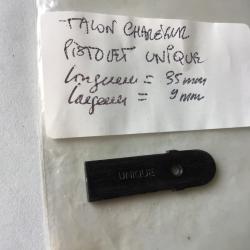 - TALON CHARGEUR
PISTOLET UNIQUE
Longueur = 35 mm
largeur = 9 mm
UNIQUE